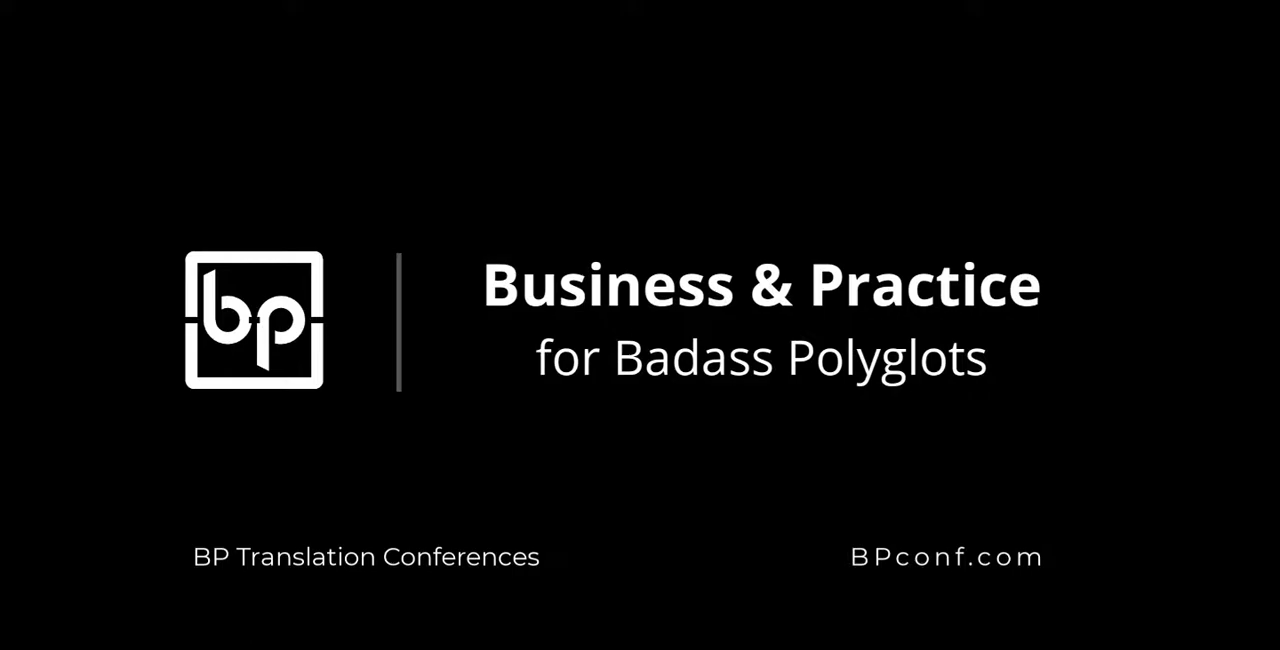 bp
Business & Practice
for Badass Polyglots
BP Translation Conferences
BPconf.com